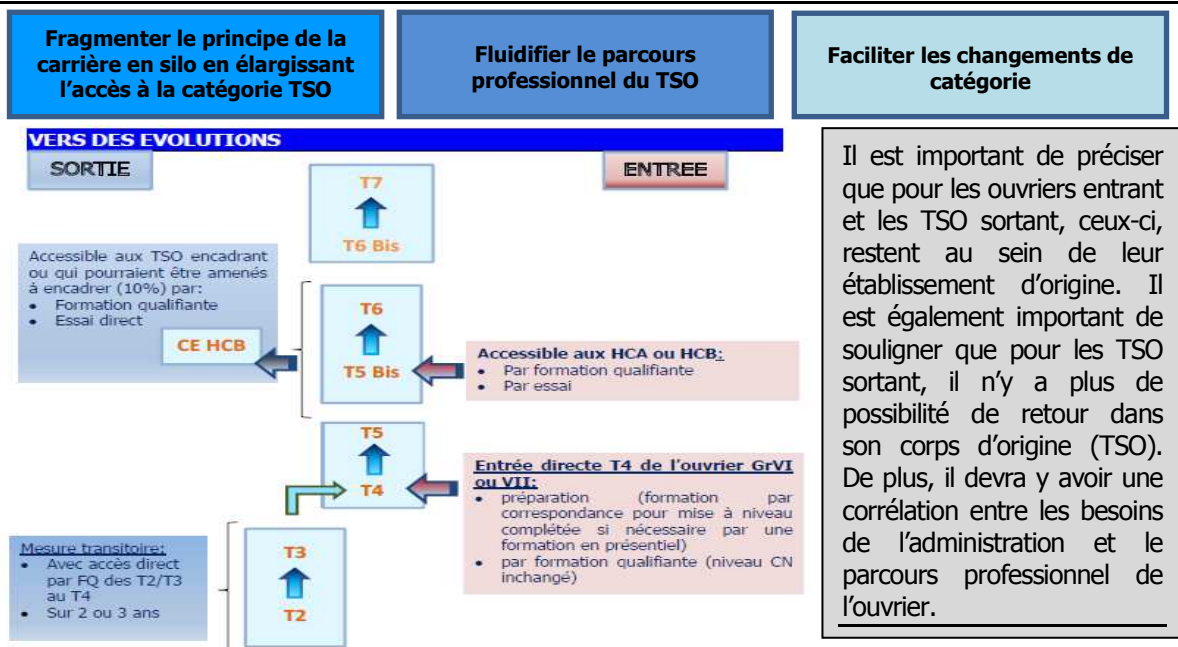 Fragmenter le principe de la
carrière en silo en élargissant
l'accès à la catégorie TSO
Fluidifier le parcours
professionnel du TSO
Faciliter les changements de
catégorie
VERS DES EVOLUTIONS
SORTIE
ENTREE
T7
T6 Bis
Accessible aux TSO encadrant
ou qui pourraient être amenés
à encadrer (10%) par:
• Formation qualifiante
• Essai direct
CE HCB
T6
T5 Bis
Accessible aux HCA ou HCB:
• Par formation qualifiante
• Par essai
T5
T4
Entrée directe T4 de l'ouvrier GrVI
ou VII:
• préparation (formation par
correspondance pour mise à niveau
complétée si nécessaire par une
formation en présentiel)
• par formation qualifiante (niveau CN
inchangé)
Mesure transitoire:
• Avec accès direct
par FQ des T2/T3
au T4
• Sur 2 ou 3 ans
T3
T2
Il est important de préciser
que pour les ouvriers entrant
et les TSO sortant, ceux-ci,
restent au sein de leur
établissement d'origine. Il
est également important de
souligner que pour les TSO
sortant, il n'y a plus de
possibilité de retour dans
son corps d'origine (TSO).
De plus, il devra y avoir une
corrélation entre les besoins
de l'administration et le
parcours professionnel de
l'ouvrier.